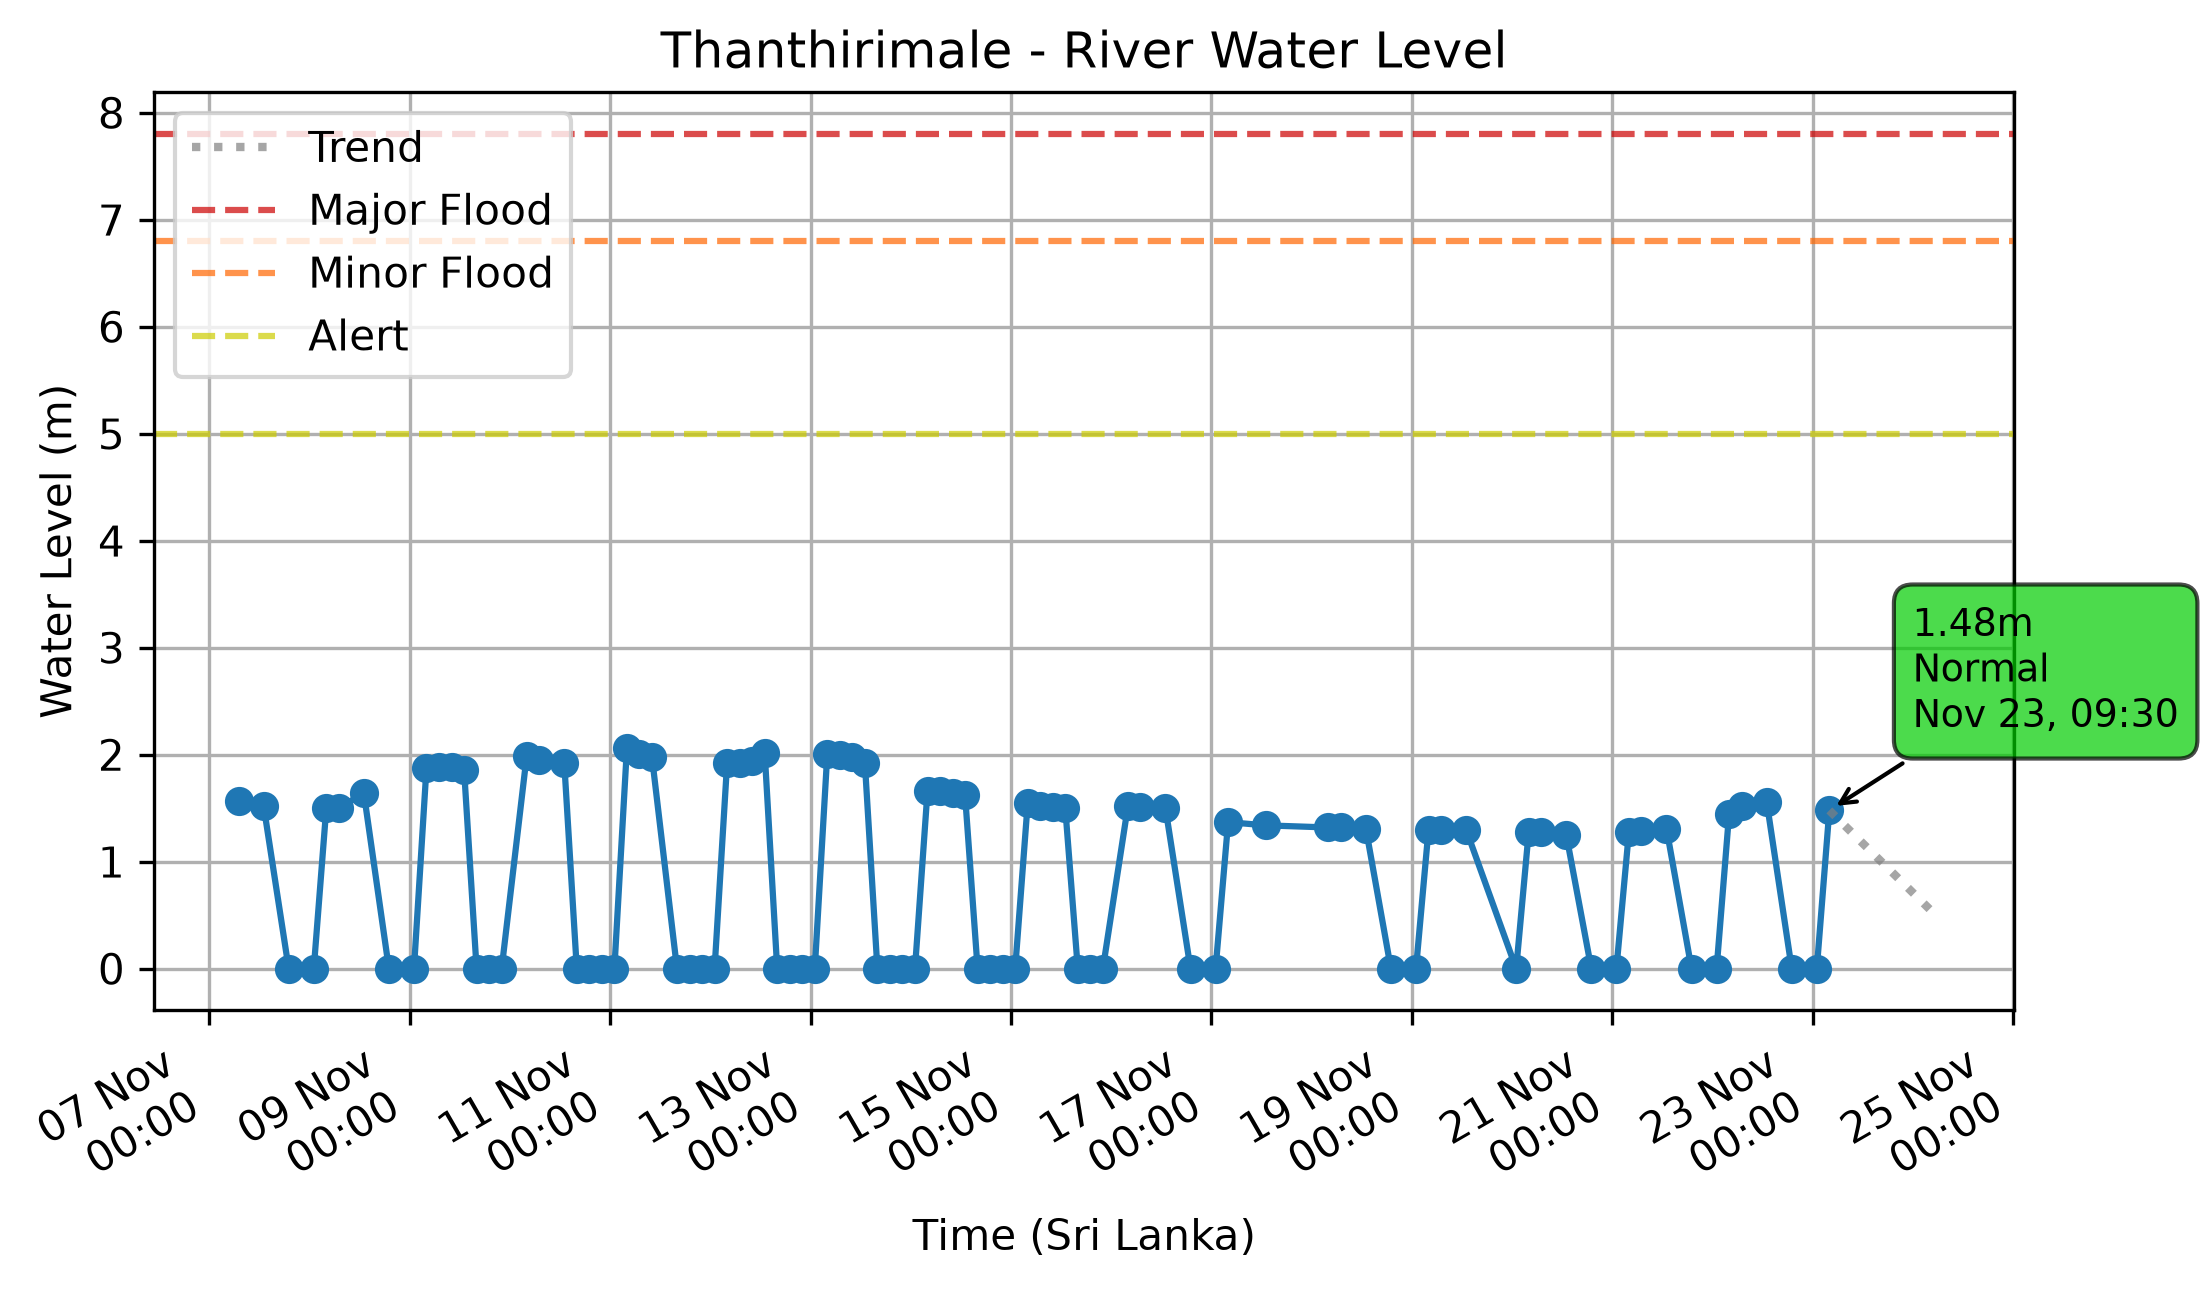 Thanthirimale - River Water Level
8
7
6
5
4
3
2
1
0
Water Level (m)
Trend
Major Flood
Minor Flood
Alert
1.48m
Normal
Nov 23, 09:30
07 Nov
00:00
09 Nov
00:00
11 Nov
00:00
13 Nov
00:00
15 Nov
00:00
17 Nov
00:00
19 Nov
00:00
21 Nov
00:00
23 Nov
00:00
25 Nov
00:00
Time (Sri Lanka)